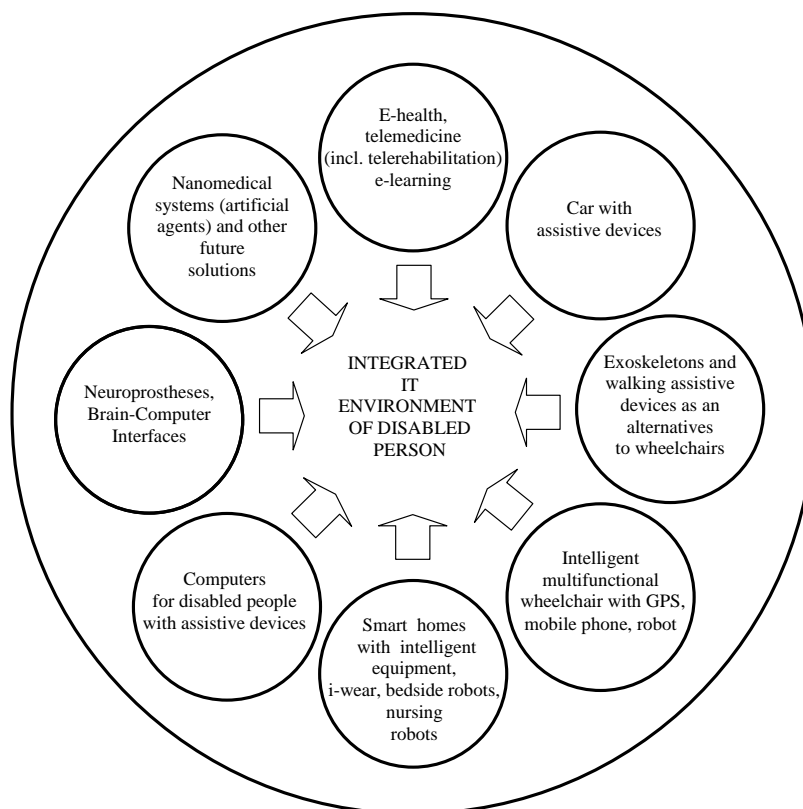 E-health,
telemedicine
(incl. telerehabilitation)
e-learning
Car with
assistive devices
Exoskeletons and
walking assistive
devices as an
alternatives
to wheelchairs
Intelligent
multifunctional
wheelchair with GPS,
mobile phone, robot
Smart homes
with intelligent
equipment,
i-wear, bedside robots,
nursing
robots
Computers
for disabled people
with assistive devices
Neuroprostheses,
Brain-Computer
Interfaces
Nanomedical
systems (artificial
agents) and other
future
solutions
INTEGRATED
IT
ENVIRONMENT
OF DISABLED
PERSON